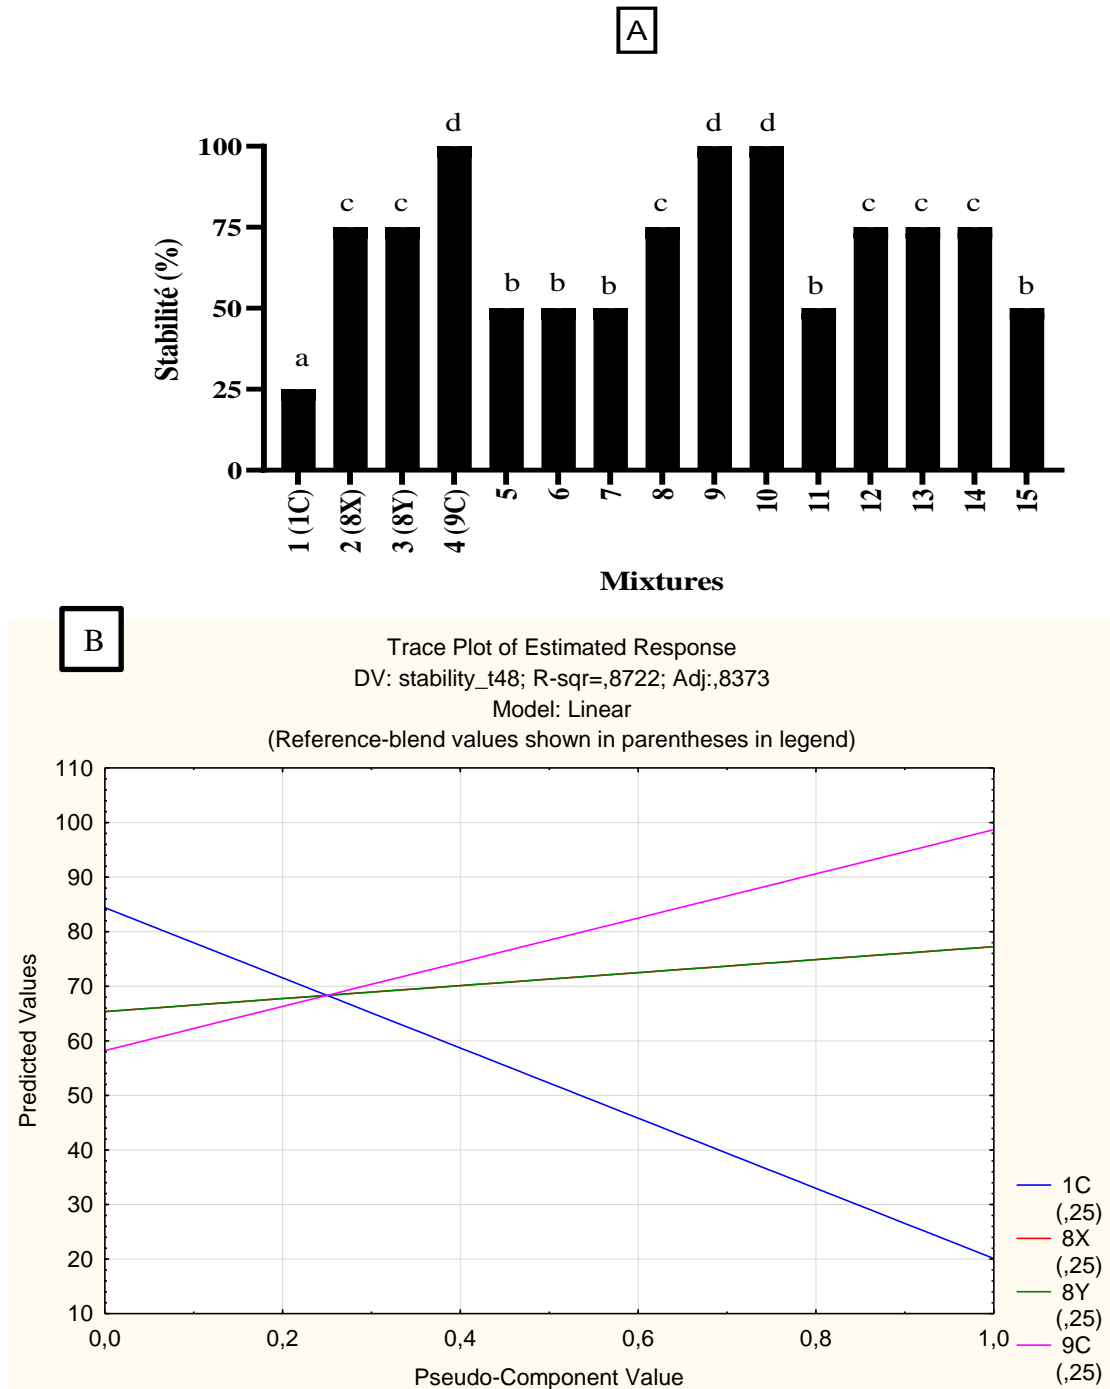 A
d d d
100
c c c c c c
75
b b b b b
50
a
25
0
Stabilité (%)
1 (1C) 2 (8X) 3 (8Y) 4 (9C) 5 6 7 8 9 10 11 12 13 14 15
Mixtures
B
Trace Plot of Estimated Response
DV: stability_t48; R-sqr=,8722; Adj:,8373
Model: Linear
(Reference-blend values shown in parentheses in legend)
110
100
90
80
70
60
50
40
30
20
10
Predicted Values
0,0 0,2 0,4 0,6 0,8 1,0
Pseudo-Component Value
1C
(,25)
8X
(,25)
8Y
(,25)
9C
(,25)